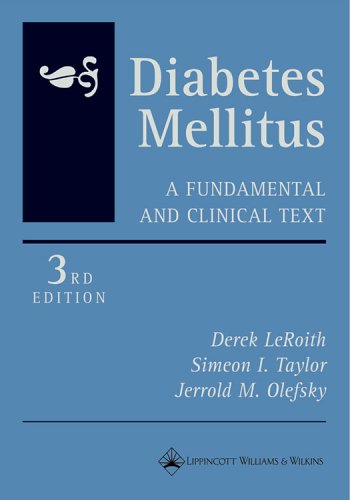 Diabetes
Mellitus
A FUNDAMENTAL
AND CLINICAL TEXT
3RD
EDITION
Derek LeRoith
Simeon I. Taylor
Jerrold M. Olefsky
LIPPINCOTT WILLIAMS & WILKINS